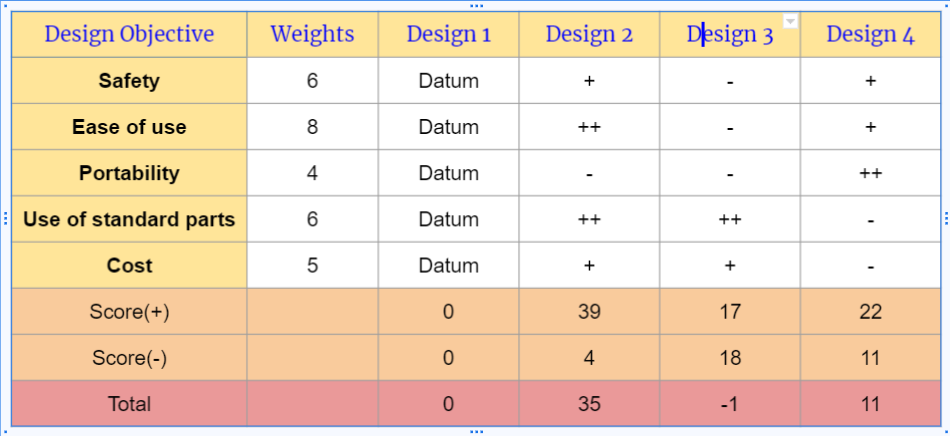 Design Objective Weights Design 1 Design 2 Design 3 Design 4
Safety 6 Datum + - +
Ease of use 8 Datum ++ - +
Portability 4 Datum - - ++
Use of standard parts 6 Datum ++ ++ -
Cost 5 Datum + + -
Score(+) 0 39 17 22
Score(-) 0 4 18 11
Total 0 35 -1 11